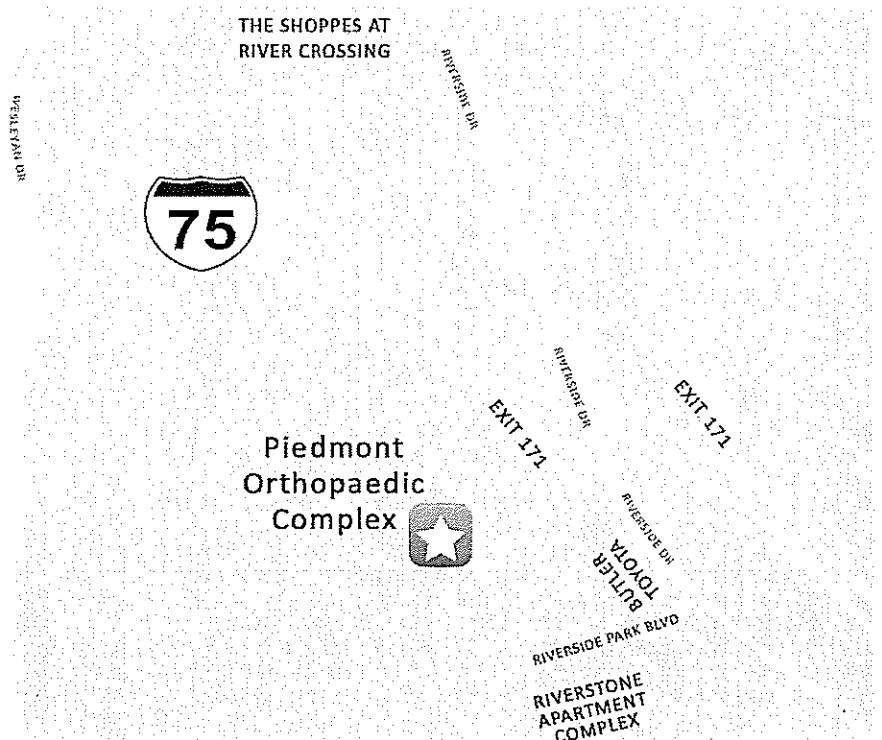 THE SHOPPES AT
RIVER CROSSING
RIVERSIDE DR
WESLEYAN DR
75
RIVERSIDE DR
EXIT 171
EXIT 171
Piedmont
Orthopaedic
Complex
RIVERSIDE DR
BUTLER
TOYOTA
RIVERSIDE PARK BLVD
RIVERSTONE
APARTMENT
COMPLEX